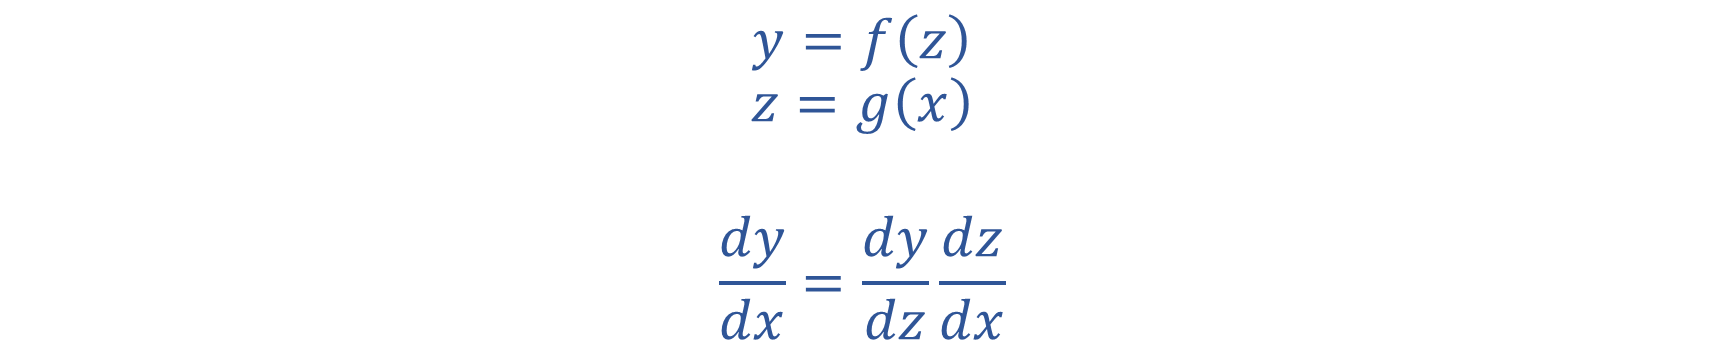 y = f(z)
z = g(x)
dy/dx = dy/dz dz/dx